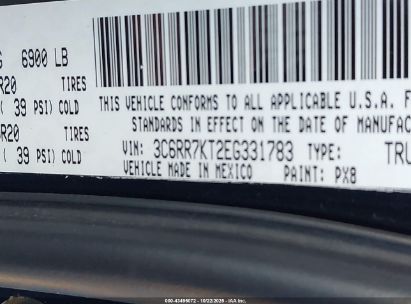 6900 LB
R20 TIRES
( 39 PSI) COLD
R20 TIRES
( 39 PSI) COLD
THIS VEHICLE CONFORMS TO ALL APPLICABLE U.S.A. F
STANDARDS IN EFFECT ON THE DATE OF MANUFAC
VIN: 3C6RR7KT2EG331783 TYPE: TRU
VEHICLE MADE IN MEXICO PAINT: PX8